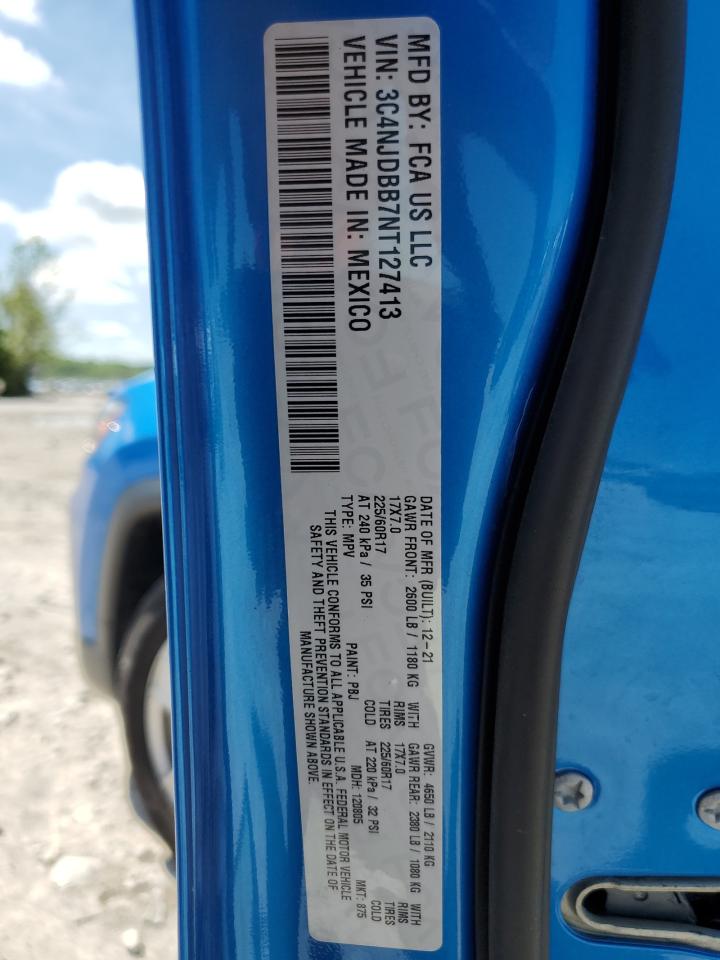 MFD BY: FCA US LLC
VIN: 3C4NJDBB7NT127413
VEHICLE MADE IN: MEXICO
DATE OF MFR (BUILT): 12-21 GVWR: 4650 LB / 2110 KG
GAWR FRONT: 2600 LB / 1180 KG WITH GAWR REAR: 2380 LB / 1080 KG WITH
17X7.0 RIMS 17X7.0 RIMS
225/60R17 TIRES 225/60R17 TIRES
AT 240 kPa / 35 PSI COLD AT 220 kPa / 32 PSI COLD
TYPE: MPV PAINT: PBJ MDH: 120805 MKT: 875
THIS VEHICLE CONFORMS TO ALL APPLICABLE U.S.A. FEDERAL MOTOR VEHICLE
SAFETY AND THEFT PREVENTION STANDARDS IN EFFECT ON THE DATE OF
MANUFACTURE SHOWN ABOVE.